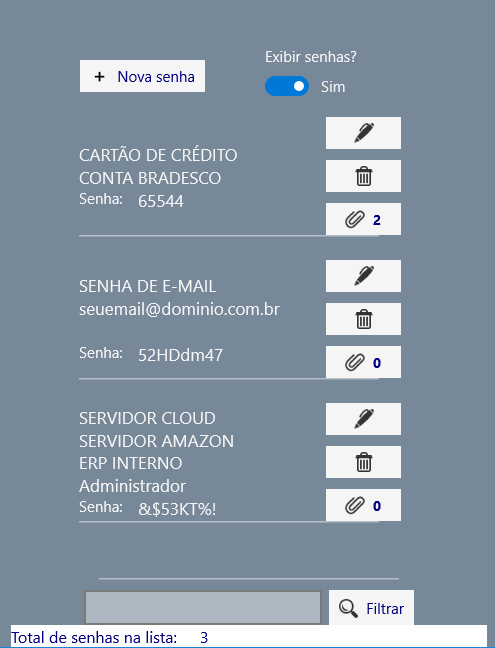 Exibir senhas?
+ Nova senha
Sim
CARTÃO DE CRÉDITO
CONTA BRADESCO
Senha: 65544
2
SENHA DE E-MAIL
seuemail@dominio.com.br
Senha: 52HDdm47
0
SERVIDOR CLOUD
SERVIDOR AMAZON
ERP INTERNO
Administrador
Senha: &$53KT%!
0
Filtrar
Total de senhas na lista: 3